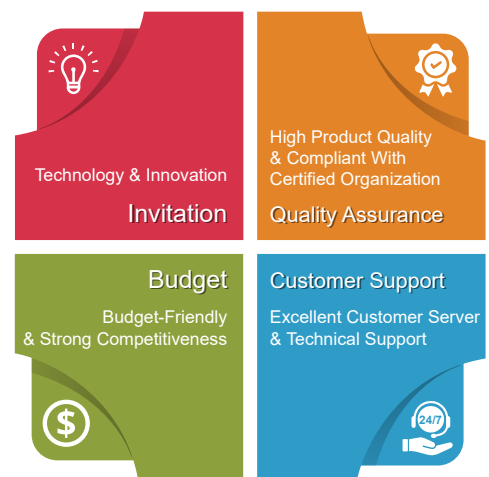 Technology & Innovation
Invitation
High Product Quality
& Compliant With
Certified Organization
Quality Assurance
Budget
Budget-Friendly
& Strong Competitiveness
$
Customer Support
Excellent Customer Server
& Technical Support
24/7